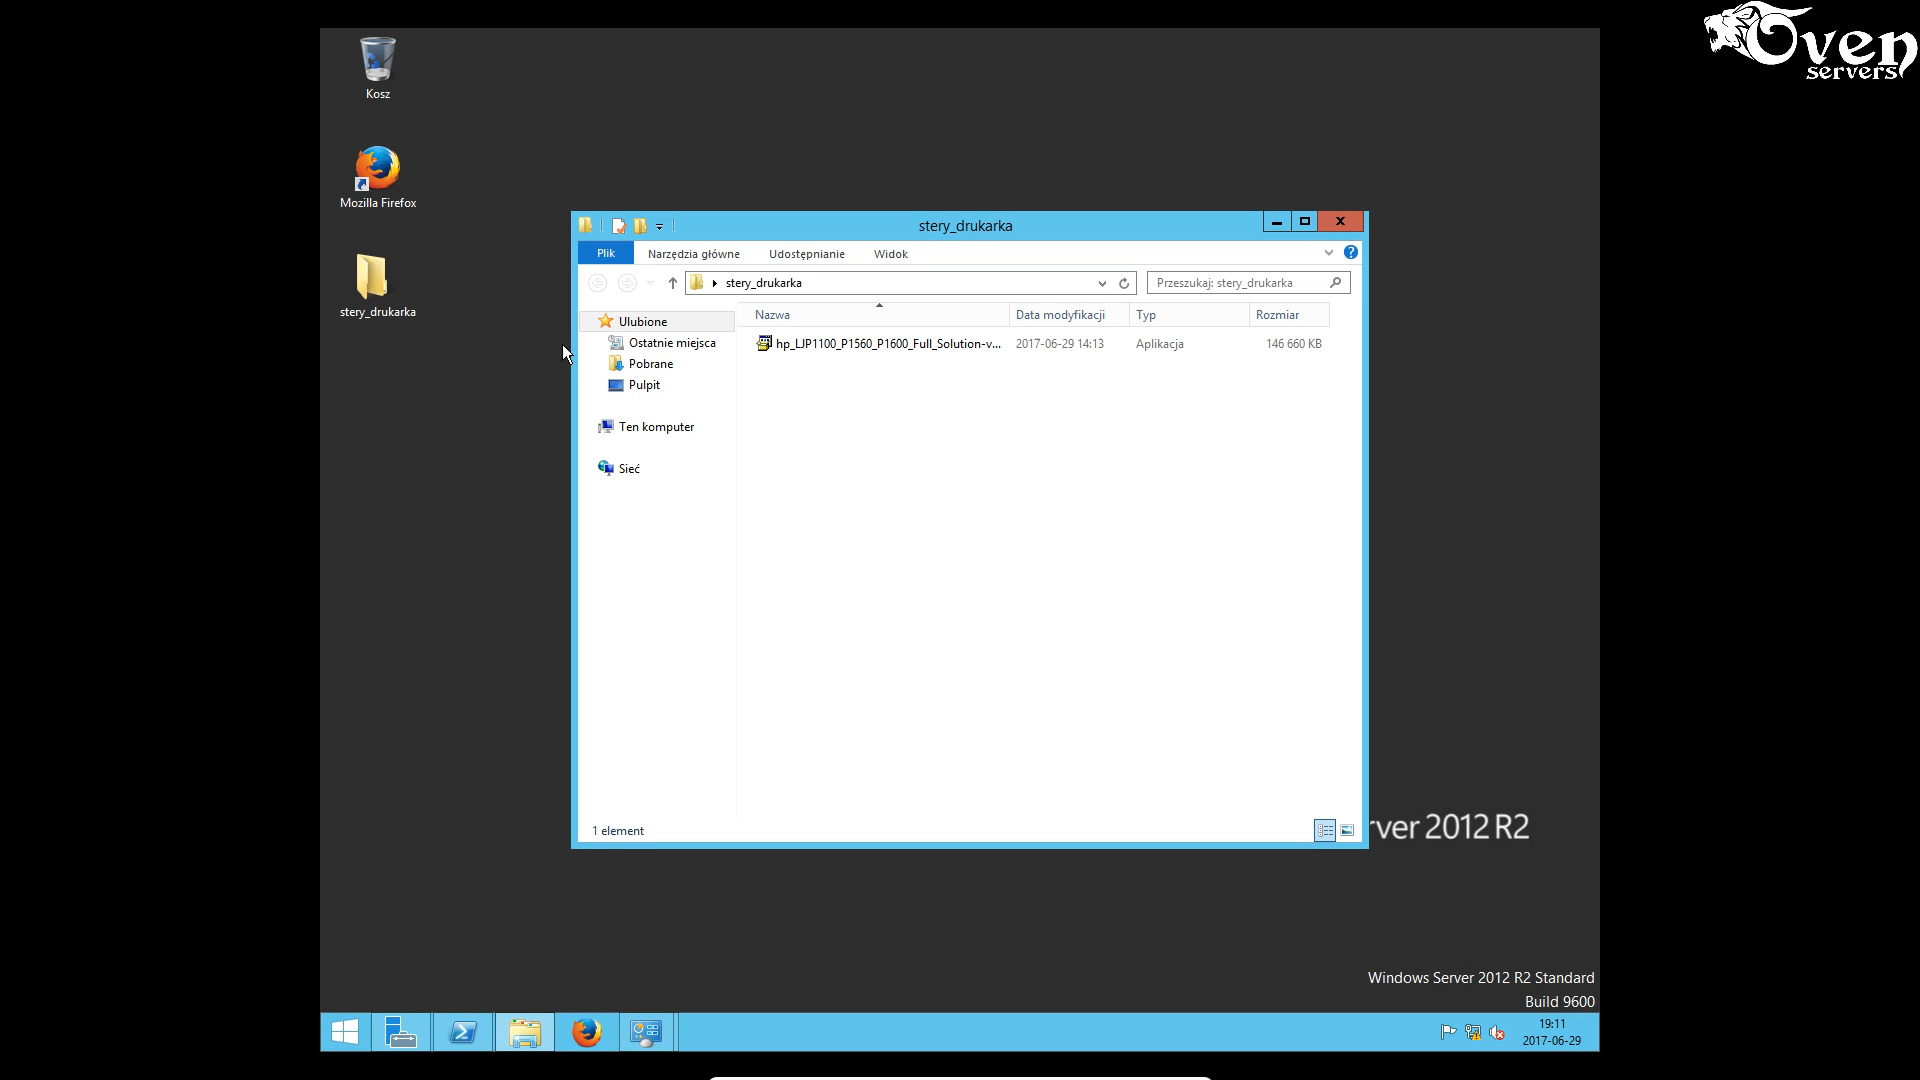 Oven
servers
Kosz
Mozilla Firefox
stery_drukarka
stery_drukarka
Plik
Narzędzia główne
Udostępnianie
Widok
stery_drukarka
Przeszukaj: stery_drukarka
Ulubione
Ostatnie miejsca
Pobrane
Pulpit
Ten komputer
Sieć
Nazwa
Data modyfikacji
Typ
Rozmiar
hp_LJP1100_P1560_P1600_Full_Solution-v...
2017-06-29 14:13
Aplikacja
146 660 KB
1 element
rver 2012 R2
Windows Server 2012 R2 Standard
Build 9600
19:11
2017-06-29